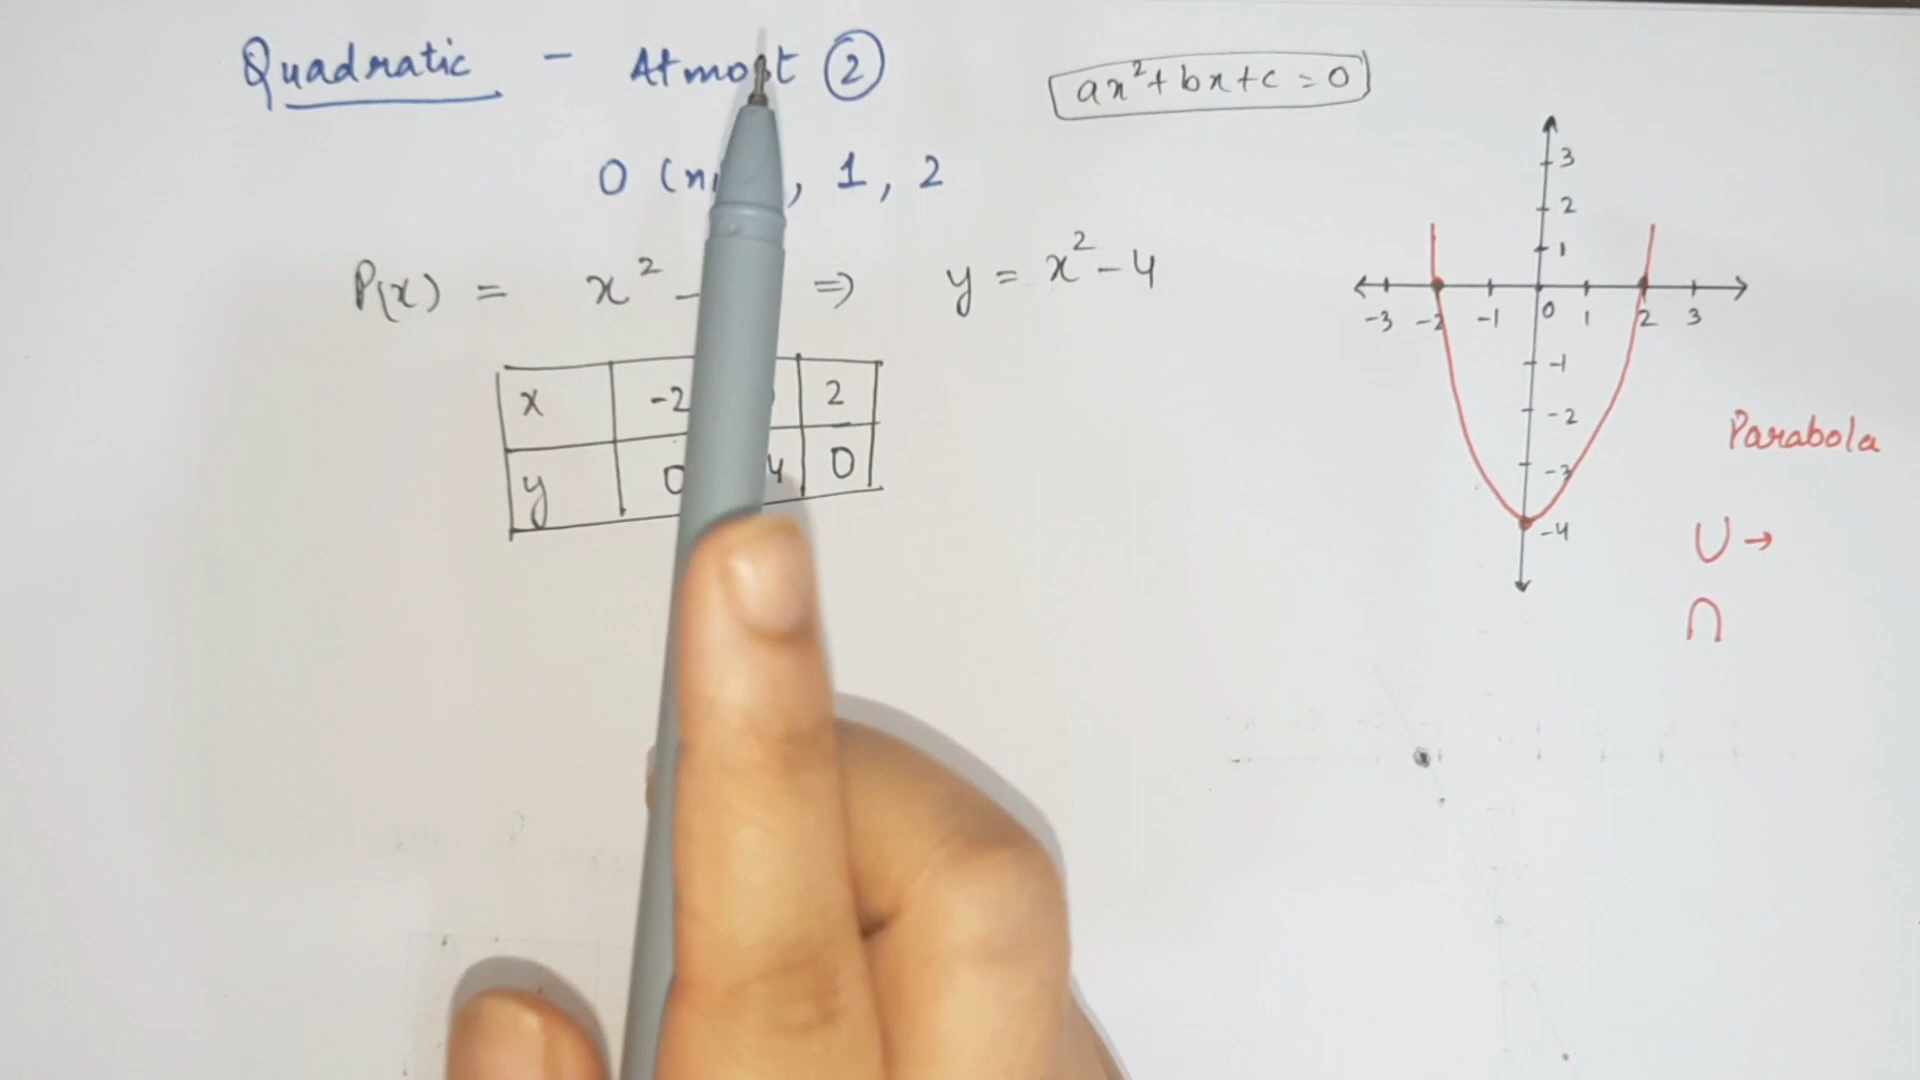 Quadratic - Atmost 2
ax²+bx+c=0
0 (n , 1, 2
P(x) = x² - ⇒ y = x²-4
x -2 2
y 0 4 0
3
2
1
-3 -2 -1 0 1 2 3
-1
-2
-3
-4
Parabola
∪ →
∩